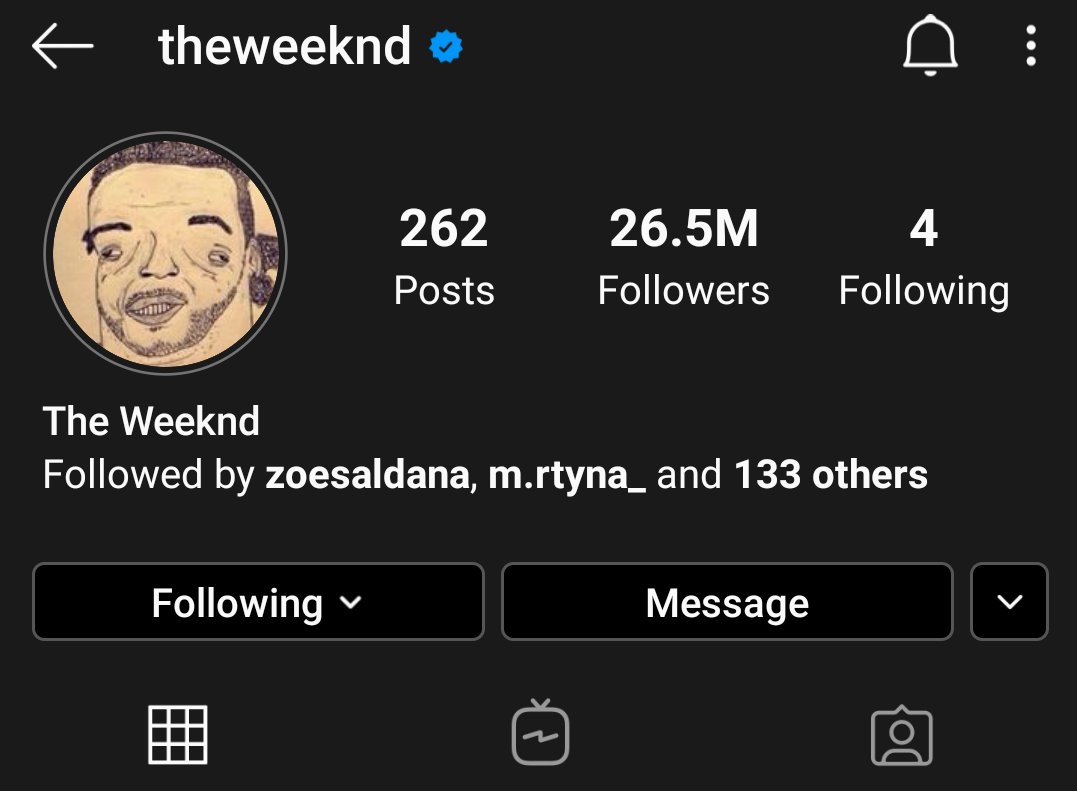 theweeknd
262 26.5M 4
Posts Followers Following
The Weeknd
Followed by zoesaldana, m.rtyna_ and 133 others
Following Message